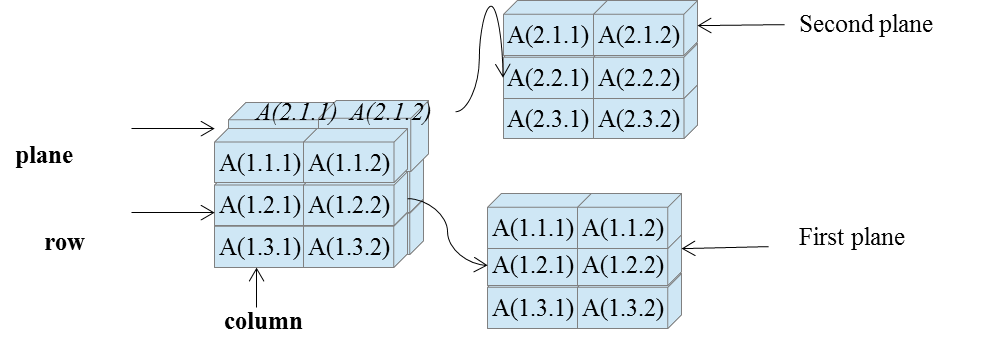 A(2.1.1) A(2.1.2)
A(2.2.1) A(2.2.2)
A(2.3.1) A(2.3.2)
Second plane
A(2.1.1) A(2.1.2)
plane
A(1.1.1) A(1.1.2)
row
A(1.2.1) A(1.2.2)
A(1.3.1) A(1.3.2)
column
A(1.1.1) A(1.1.2)
A(1.2.1) A(1.2.2)
A(1.3.1) A(1.3.2)
First plane